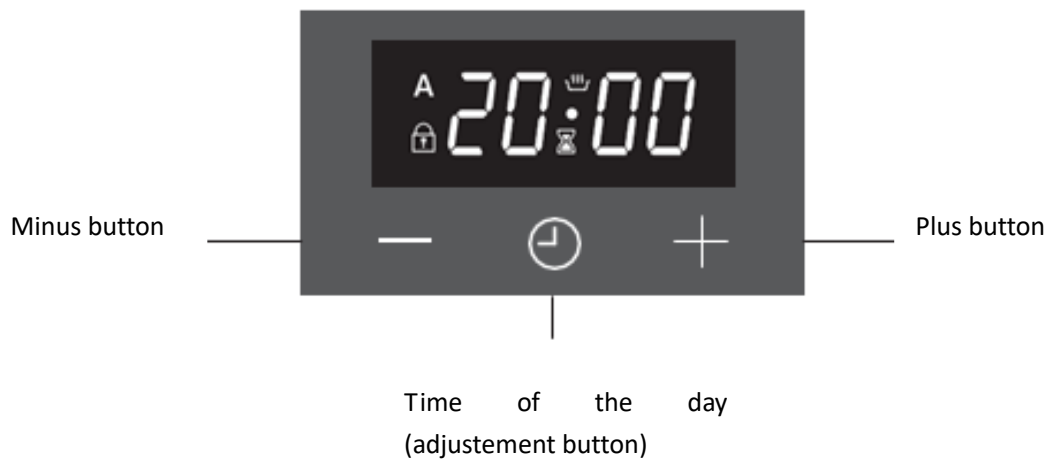 A 20:00
Minus button
Plus button
Time of the day
(adjustement button)